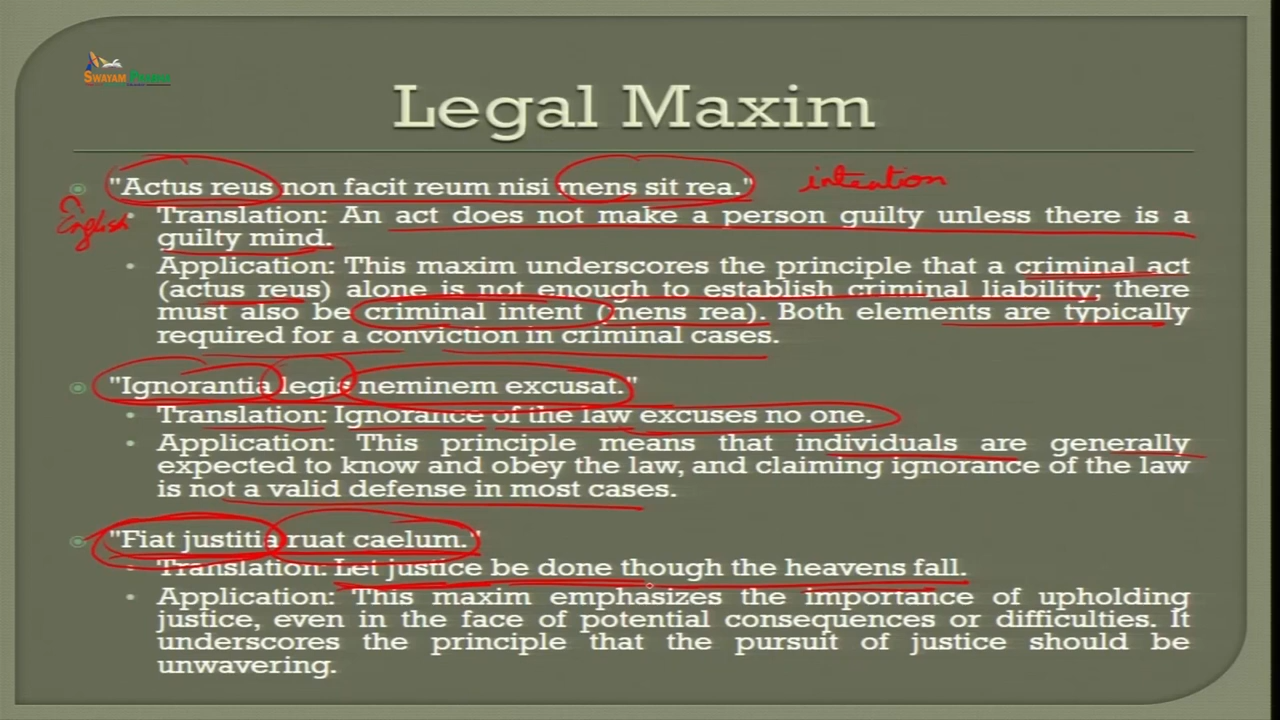 SWAYAM Prabha
Legal Maxim
"Actus reus non facit reum nisi mens sit rea." intention
English
Translation: An act does not make a person guilty unless there is a
guilty mind.
Application: This maxim underscores the principle that a criminal act
(actus reus) alone is not enough to establish criminal liability; there
must also be criminal intent (mens rea). Both elements are typically
required for a conviction in criminal cases.
"Ignorantia legis neminem excusat."
Translation: Ignorance of the law excuses no one.
Application: This principle means that individuals are generally
expected to know and obey the law, and claiming ignorance of the law
is not a valid defense in most cases.
"Fiat justitia ruat caelum."
Translation: Let justice be done though the heavens fall.
Application: This maxim emphasizes the importance of upholding
justice, even in the face of potential consequences or difficulties. It
underscores the principle that the pursuit of justice should be
unwavering.